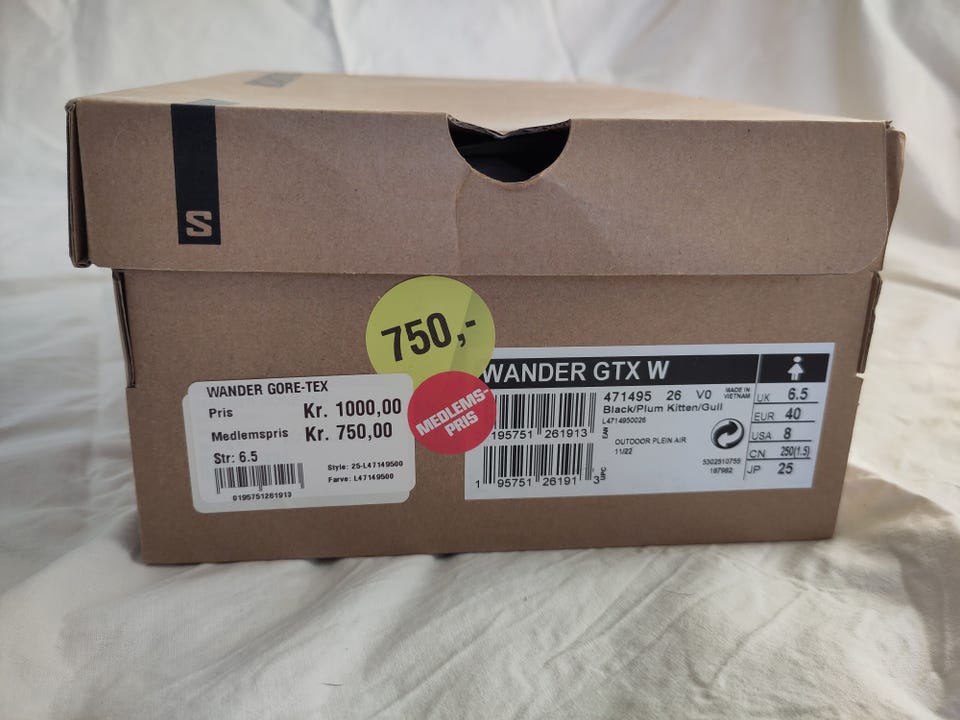 S
750,-
MEDLEMS-
PRIS
WANDER GORE-TEX
Pris Kr. 1000,00
Medlemspris Kr. 750,00
Str: 6.5
Style: 25-L47149500
Farve: L47149500
0195751261913
WANDER GTX W
471495 26 V0 MADE IN
VIETNAM
Black/Plum Kitten/Gull
L4714950026
195751 261913
EAN
OUTDOOR PLEIN AIR
11/22
1 95751 26191 3
UPC
5302510755
187982
UK 6.5
EUR 40
USA 8
CN 250(1.5)
JP 25